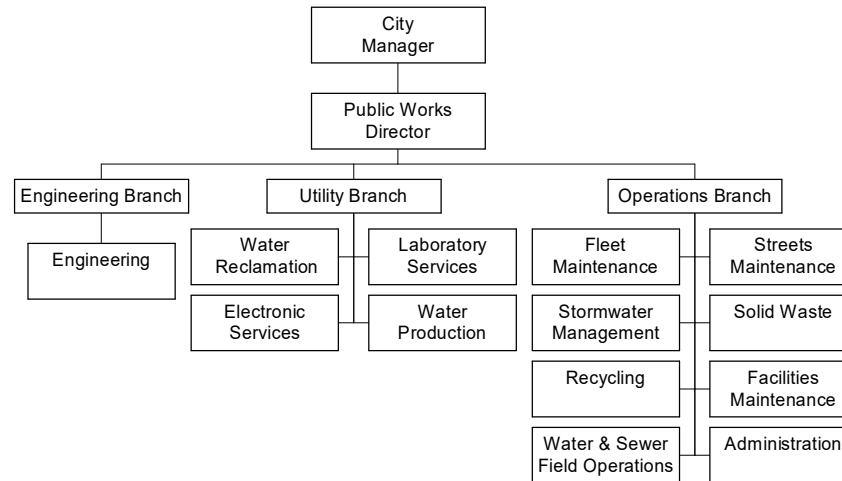 City
Manager
Public Works
Director
Engineering Branch
Utility Branch
Operations Branch
Engineering
Water
Reclamation
Laboratory
Services
Fleet
Maintenance
Streets
Maintenance
Electronic
Services
Water
Production
Stormwater
Management
Solid Waste
Recycling
Facilities
Maintenance
Water & Sewer
Field Operations
Administration